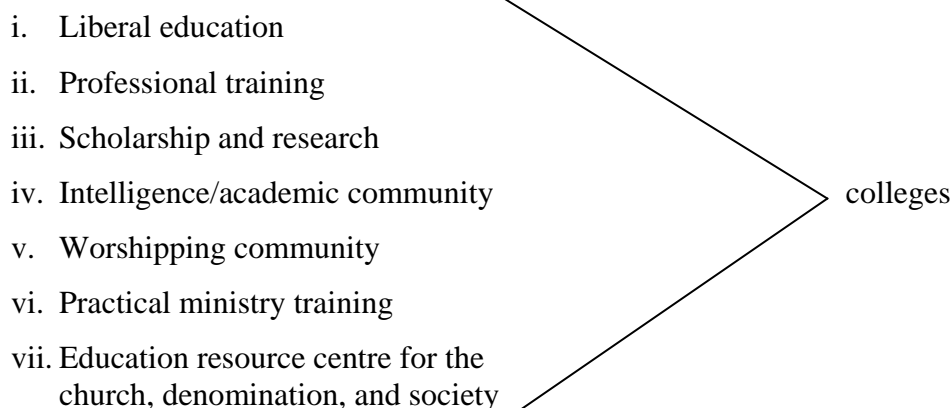 i. Liberal education
ii. Professional training
iii. Scholarship and research
iv. Intelligence/academic community
colleges
v. Worshipping community
vi. Practical ministry training
vii. Education resource centre for the
church, denomination, and society